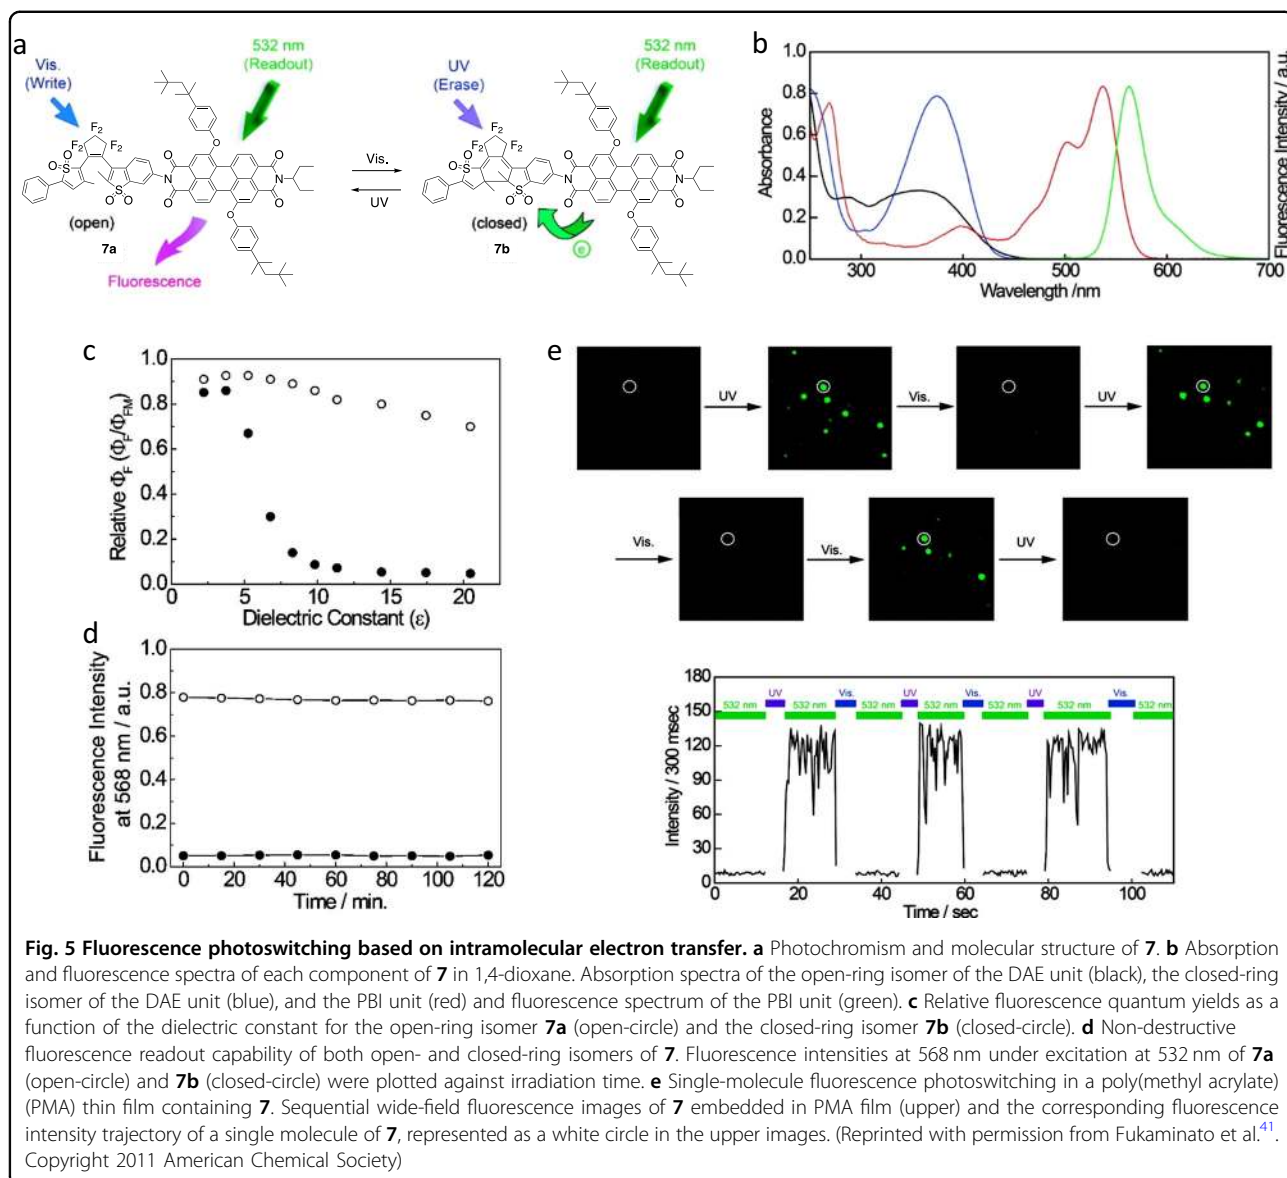 a
Vis.
(Write)
532 nm
(Readout)
F2
F2
F2
O
O
S
S
O
O
N
O
O
O
O
N
O
O
(open)
7a
Fluorescence
Vis.
UV
UV
(Erase)
532 nm
(Readout)
F2
F2
F2
O
O
S
S
O
O
N
O
O
O
O
N
O
O
(closed)
7b
e
b
Absorbance
Fluorescence Intensity / a.u.
1.0
0.8
0.6
0.4
0.2
0.0
300 400 500 600 700
Wavelength /nm
c
Relative ΦF (ΦF/ΦFM)
1.0
0.8
0.6
0.4
0.2
0.0
0 5 10 15 20
Dielectric Constant (ε)
d
Fluorescence Intensity
at 568 nm / a.u.
1.0
0.8
0.6
0.4
0.2
0.0
0 20 40 60 80 100 120
Time / min.
e
UV
Vis.
UV
Vis.
Vis.
UV
Intensity / 300 msec
180
150
120
90
60
30
0
UV Vis. UV Vis. UV Vis.
532 nm 532 nm 532 nm 532 nm 532 nm 532 nm 532 nm
0 20 40 60 80 100
Time / sec
Fig. 5 Fluorescence photoswitching based on intramolecular electron transfer. a Photochromism and molecular structure of 7. b Absorption
and fluorescence spectra of each component of 7 in 1,4-dioxane. Absorption spectra of the open-ring isomer of the DAE unit (black), the closed-ring
isomer of the DAE unit (blue), and the PBI unit (red) and fluorescence spectrum of the PBI unit (green). c Relative fluorescence quantum yields as a
function of the dielectric constant for the open-ring isomer 7a (open-circle) and the closed-ring isomer 7b (closed-circle). d Non-destructive
fluorescence readout capability of both open- and closed-ring isomers of 7. Fluorescence intensities at 568 nm under excitation at 532 nm of 7a
(open-circle) and 7b (closed-circle) were plotted against irradiation time. e Single-molecule fluorescence photoswitching in a poly(methyl acrylate)
(PMA) thin film containing 7. Sequential wide-field fluorescence images of 7 embedded in PMA film (upper) and the corresponding fluorescence
intensity trajectory of a single molecule of 7, represented as a white circle in the upper images. (Reprinted with permission from Fukaminato et al.41.
Copyright 2011 American Chemical Society)